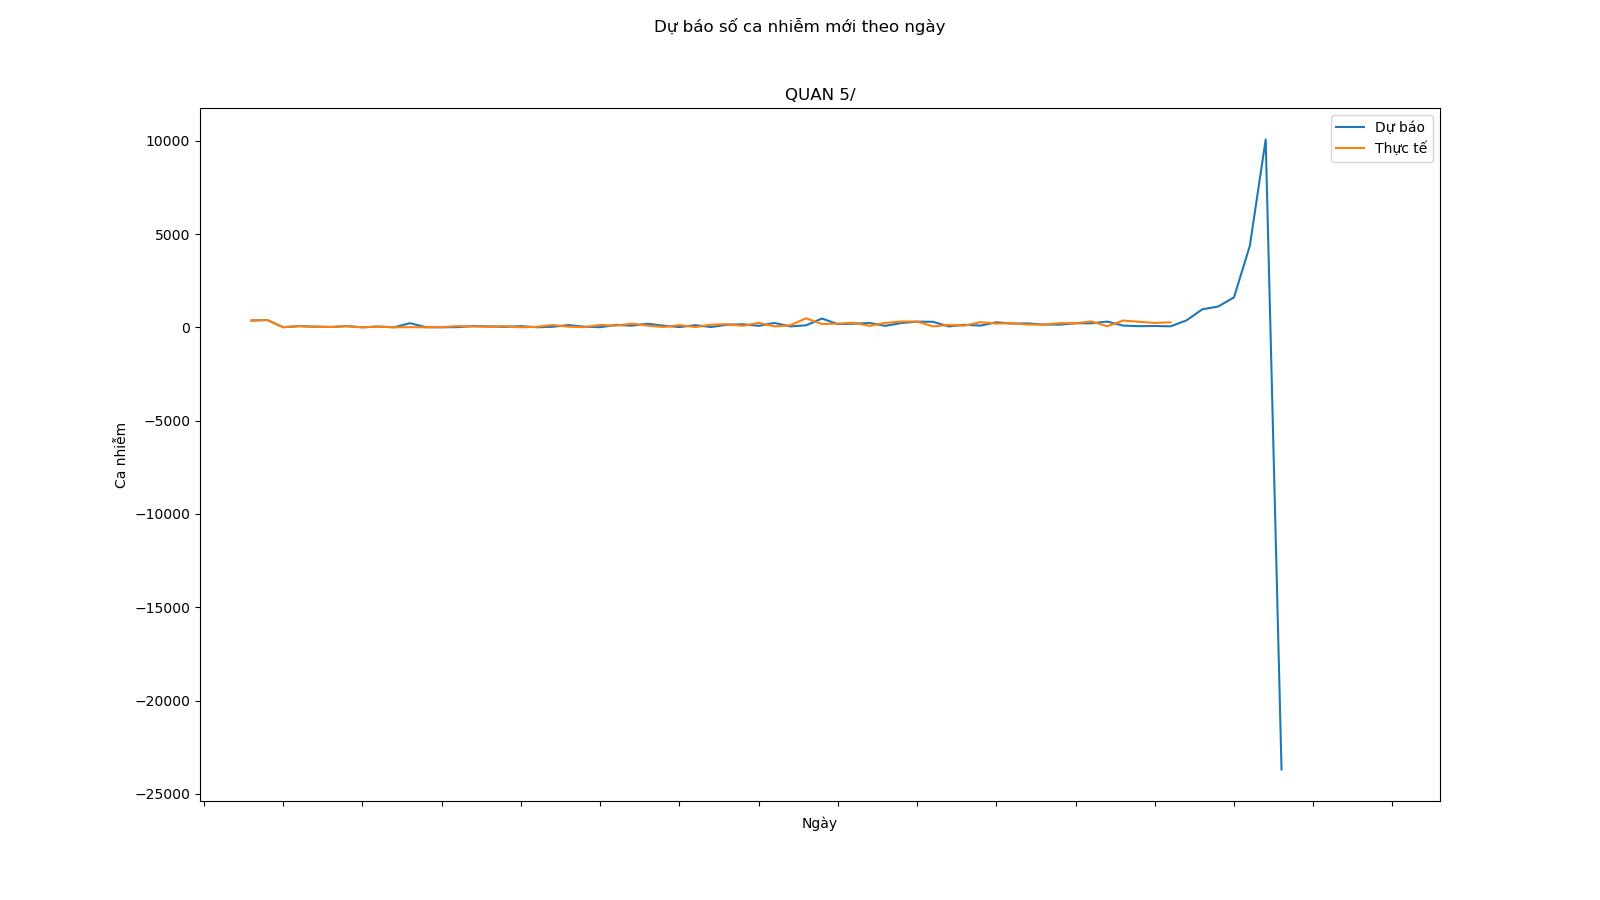 Dự báo số ca nhiễm mới theo ngày
QUAN 5/
Dự báo
Thực tế
10000
5000
0
−5000
−10000
−15000
−20000
−25000
Ca nhiễm
Ngày